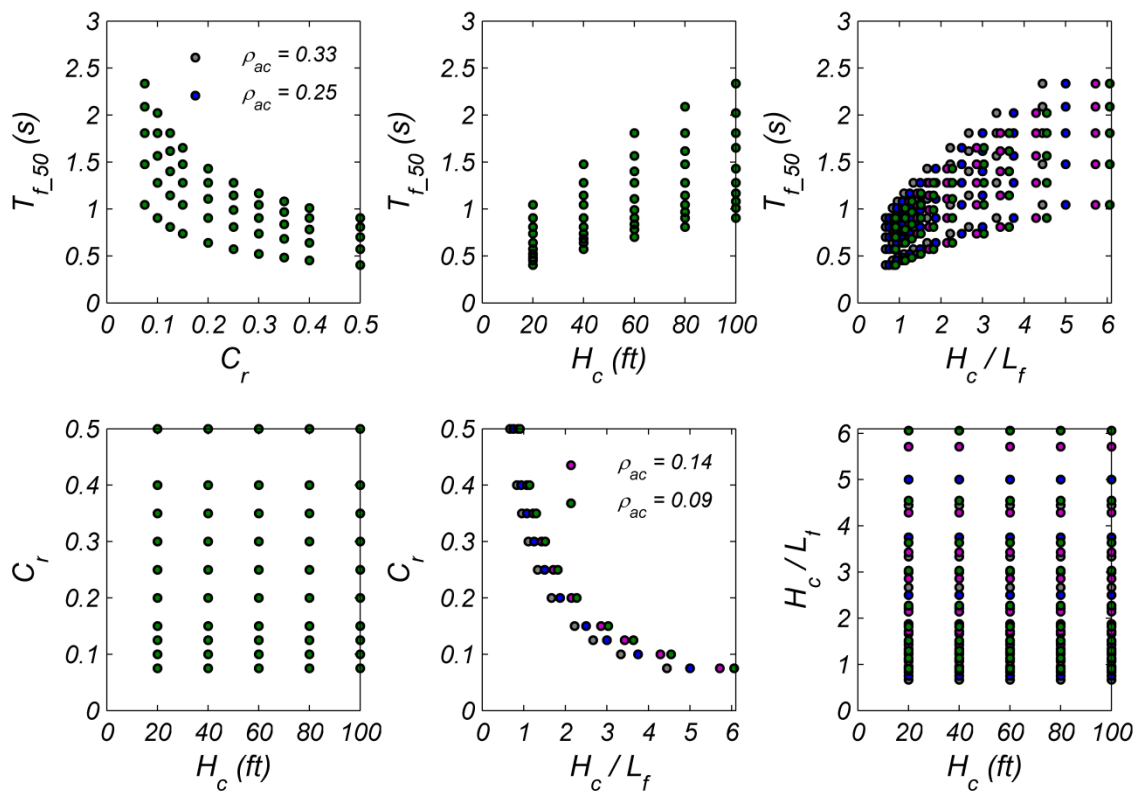 T_f_50 (s)
3
2.5
2
1.5
1
0.5
0
0.1 0.2 0.3 0.4 0.5
C_r
ρ_ac = 0.33
ρ_ac = 0.25
T_f_50 (s)
3
2.5
2
1.5
1
0.5
0
0 20 40 60 80 100
H_c (ft)
T_f_50 (s)
3
2.5
2
1.5
1
0.5
0
0 1 2 3 4 5 6
H_c / L_f
C_r
0.5
0.4
0.3
0.2
0.1
0
20 40 60 80 100
H_c (ft)
C_r
0.5
0.4
0.3
0.2
0.1
0
0 1 2 3 4 5 6
H_c / L_f
ρ_ac = 0.14
ρ_ac = 0.09
H_c / L_f
6
5
4
3
2
1
0
20 40 60 80 100
H_c (ft)